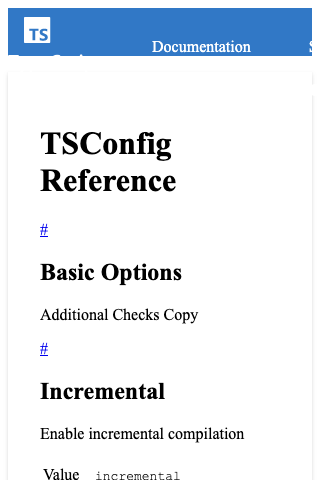 TS
Documentation
TSConfig
Reference
#
Basic Options
Additional Checks Copy
#
Incremental
Enable incremental compilation
Value incremental